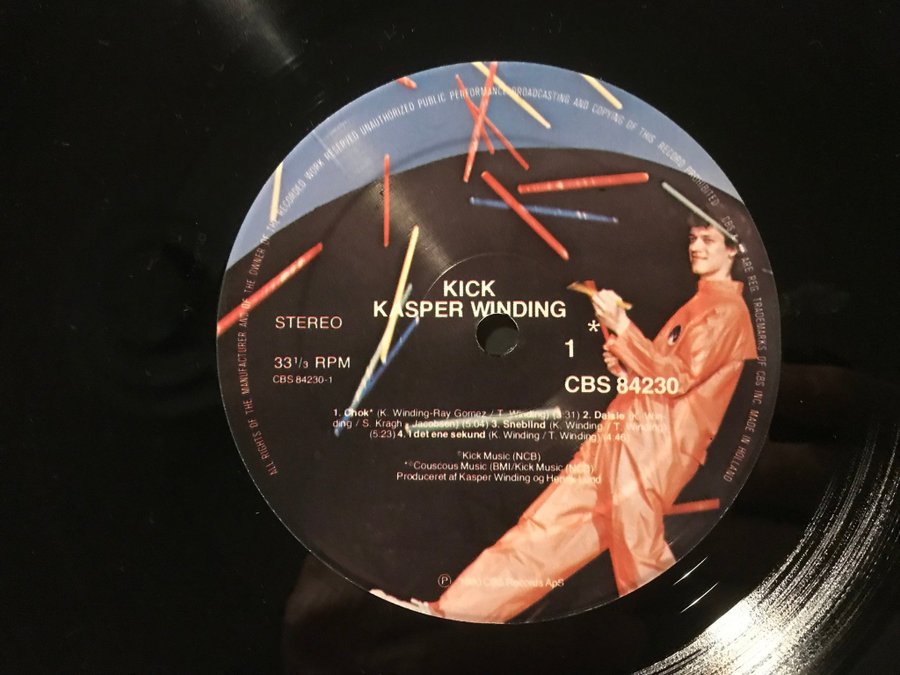 ALL RIGHTS OF THE MANUFACTURER AND OF THE OWNER OF THE RECORDED WORK RESERVED UNAUTHORIZED PUBLIC PERFORMANCE BROADCASTING AND COPYING OF THIS RECORD PROHIBITED CBS ARE REG. TRADEMARKS OF CBS INC MADE IN HOLLAND
KICK
KASPER WINDING
STEREO
*
1
33 1/3 RPM
CBS 84230-1
CBS 84230
1. Chok* (K. Winding-Ray Gomez / T. Winding) (3:31) 2. Daisie (K. Win-
ding / S. Kragh - Jacobsen) (5:04) 3. Sneblind (K. Winding / T. Winding)
(5:23) 4. I det ene sekund (K. Winding / T. Winding) (4:46)
©Kick Music (NCB)
*©Couscous Music (BMI/Kick Music (NCB)
Produceret af Kasper Winding og Henrik Lund
Ⓟ 1980 CBS Records ApS